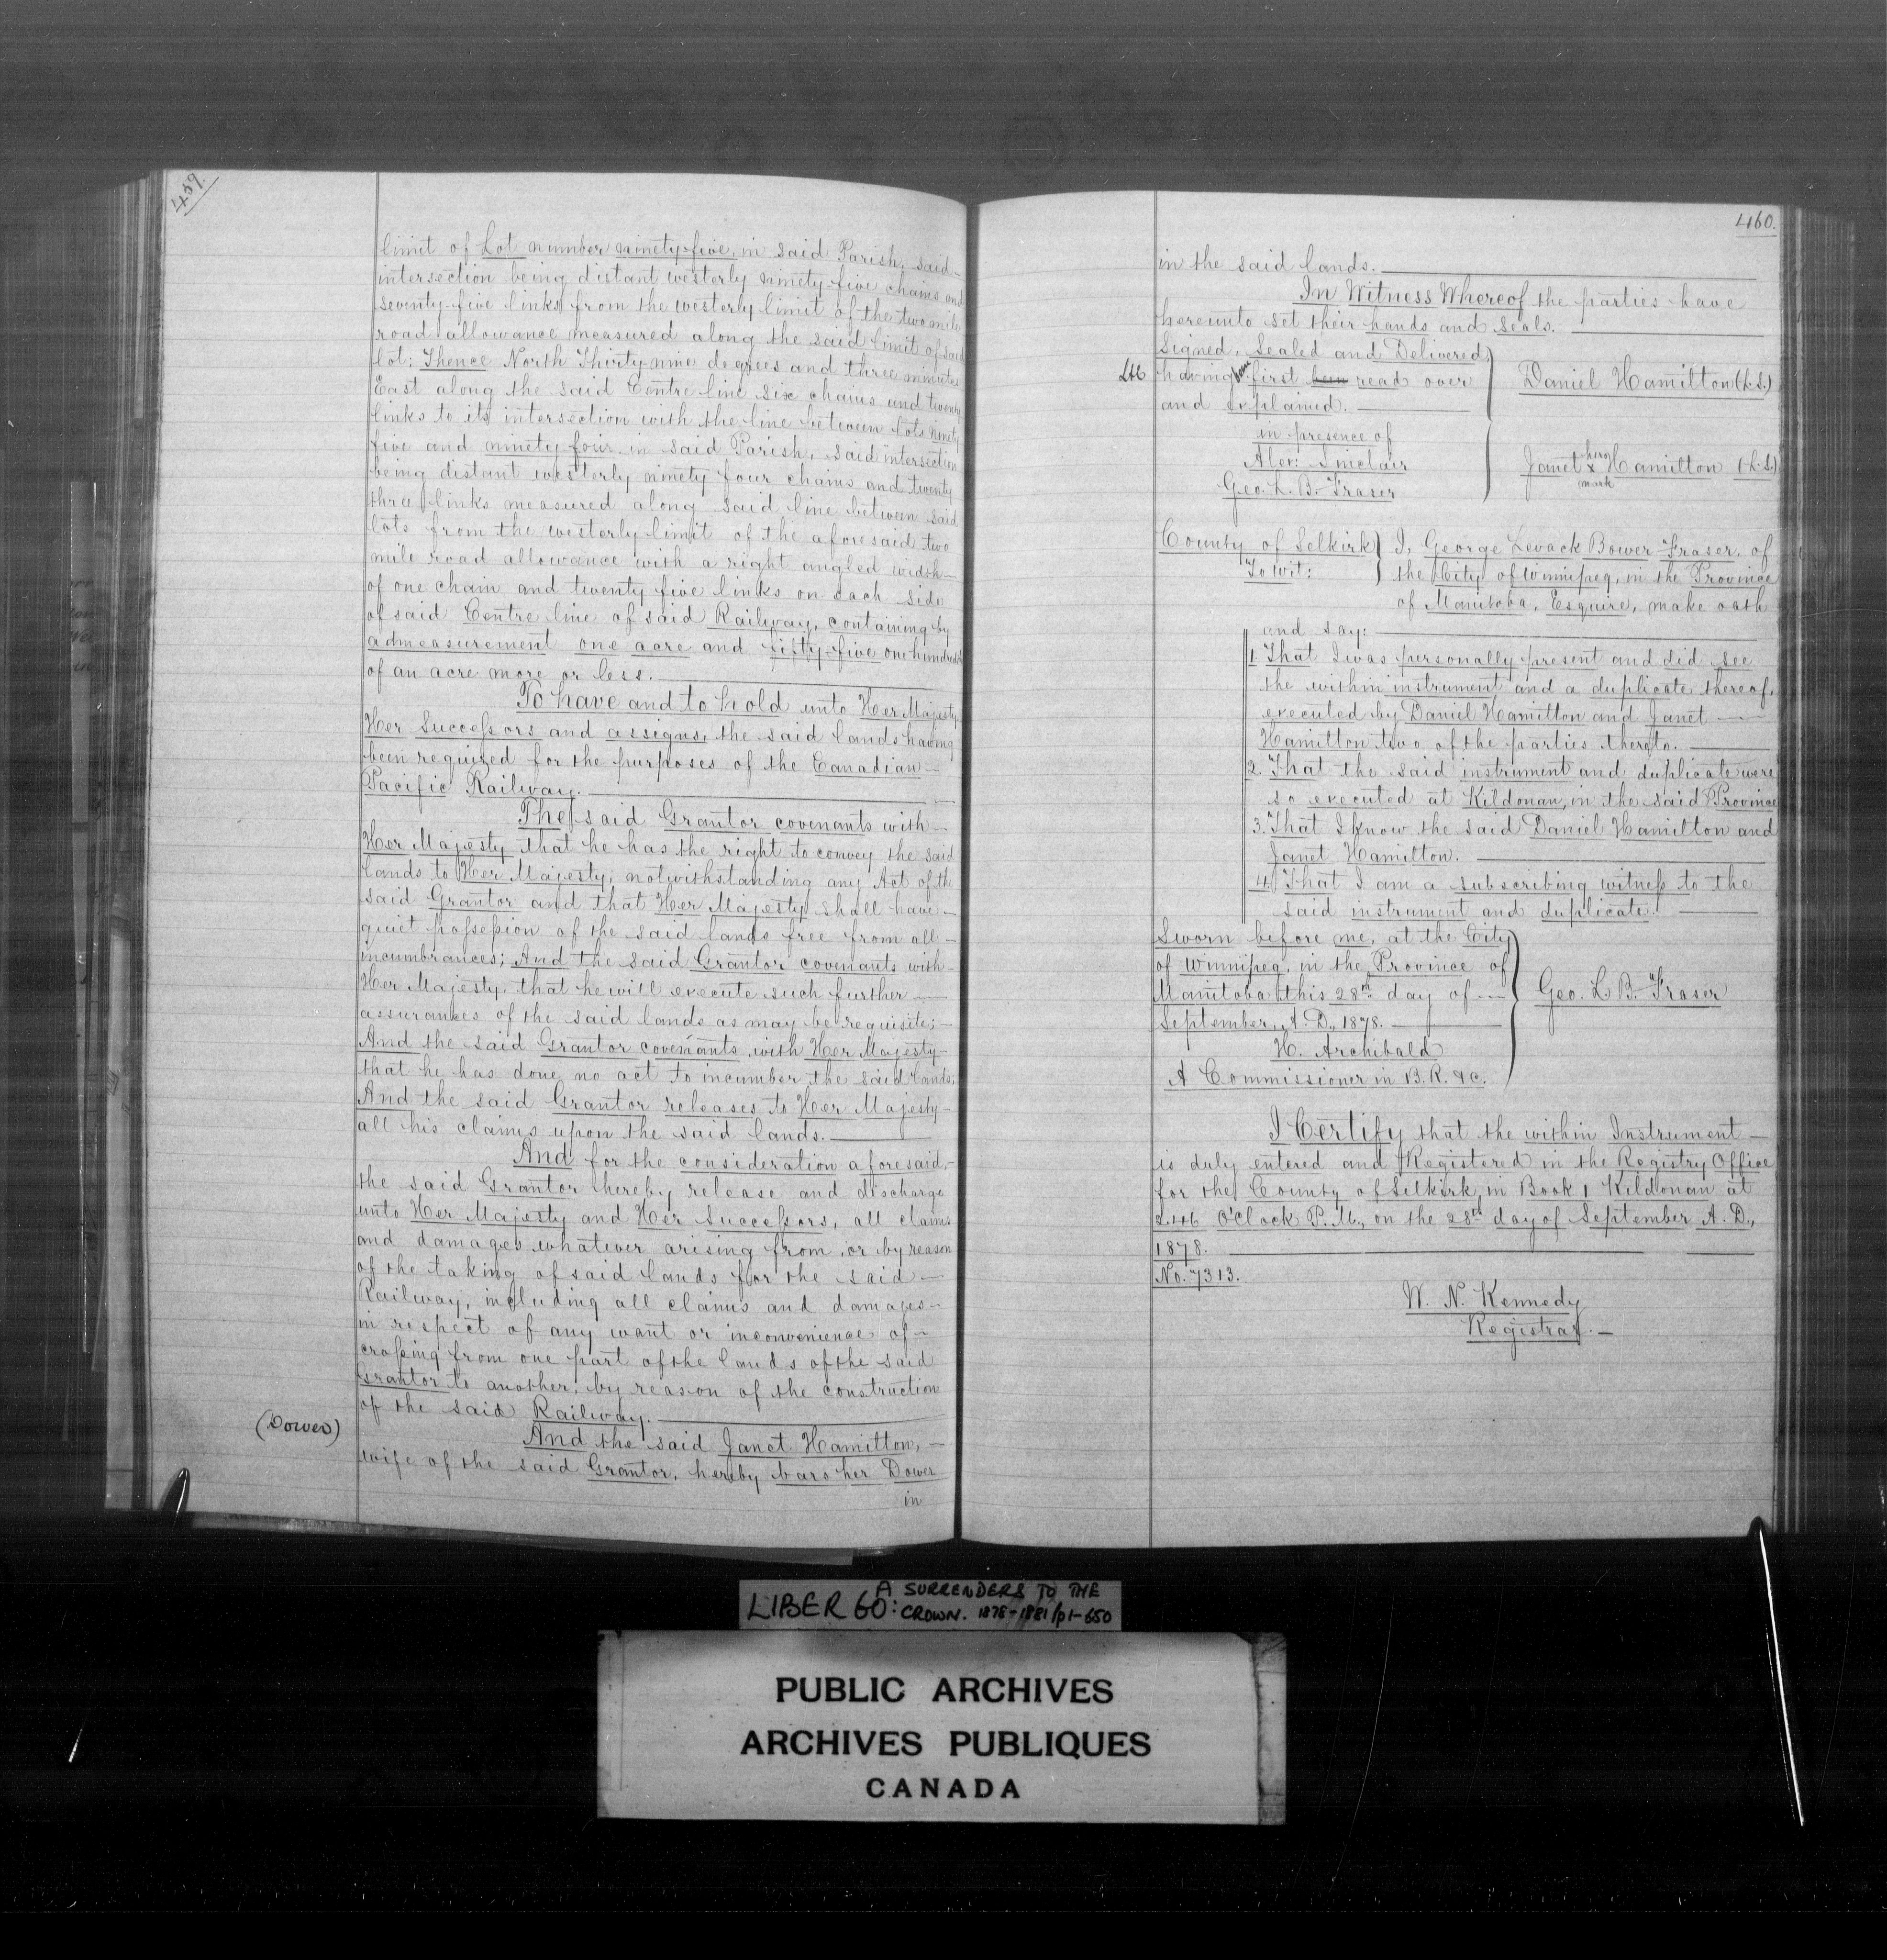 459.
limit of Lot number ninety-five, in said Parish, said
intersection being distant westerly ninety-five chains and
seventy-five links from the westerly limit of the two mile
road allowance measured along the said limit of said
lot: Thence North Thirty-nine degrees and three minutes
East along the said Centre line Six chains and twenty
links to its intersection with the line between Lots ninety
five and ninety four in said Parish, said intersection
being distant westerly ninety four chains and twenty
three links measured along said line between said
lots from the westerly limit of the aforesaid two
mile road allowance with a right angled width
of one chain and twenty five links on each side
of said Centre line of said Railway, containing by
admeasurement one acre and fifty-five one hundredths
of an acre more or less.
To have and to hold unto Her Majesty,
Her Successors and assigns, the said lands having
been required for the purposes of the Canadian
Pacific Railway.
The said Grantor covenants with
Her Majesty that he has the right to convey the said
lands to Her Majesty, notwithstanding any Act of the
said Grantor and that Her Majesty shall have
quiet possession of the said lands free from all
incumbrances; And the said Grantor covenants with
Her Majesty, that he will execute such further
assurances of the said lands as may be requisite;
And the said Grantor covenants with Her Majesty
that he has done no act to incumber the said lands;
And the said Grantor releases to Her Majesty
all his claims upon the said lands.
And for the consideration aforesaid,
the said Grantor hereby release and discharge
unto Her Majesty and Her Successors, all claims
and damages whatever arising from, or by reason
of the taking of said lands for the said
Railway, including all claims and damages
in respect of any want or inconvenience of
crossing from one part of the lands of the said
Grantor to another, by reason of the construction
of the said Railway.
(Dower)
And the said Janet Hamilton,
wife of the said Grantor, hereby bars her Dower
in
460.
in the said lands.
In Witness Whereof the parties have
hereunto set their hands and seals.
Signed, Sealed and Delivered,
having been first been read over
and explained.
in presence of
Alex: Sinclair
Geo. L. B. Fraser
Daniel Hamilton (L.S.)
Janet her x mark Hamilton (L.S.)
County of Selkirk
To Wit:
I, George Levack Bower Fraser, of
the City of Winnipeg, in the Province
of Manitoba, Esquire, make oath
and say:
1. That I was personally present and did see
the within instrument and a duplicate thereof,
executed by Daniel Hamilton and Janet
Hamilton two of the parties thereto.
2. That the said instrument and duplicate were
so executed at Kildonan, in the said Province
3. That I know the said Daniel Hamilton and
Janet Hamilton.
4. That I am a subscribing witness to the
said instrument and duplicate.
Sworn before me, at the City
of Winnipeg, in the Province of
Manitoba this 28th day of
September, A.D., 1878.
H. Archibald
A Commissioner in B.R. &c.
Geo. L. B. Fraser
I Certify that the within Instrument
is duly entered and Registered in the Registry Office
for the County of Selkirk, in Book 1 Kildonan at
2.46 O'Clock P.M., on the 28th day of September A.D.,
1878.
No. 7313.
W. N. Kennedy
Registrar.
LIBER 60: A SURRENDERS TO THE
CROWN. 1878-1881/p1-650
PUBLIC ARCHIVES
ARCHIVES PUBLIQUES
CANADA